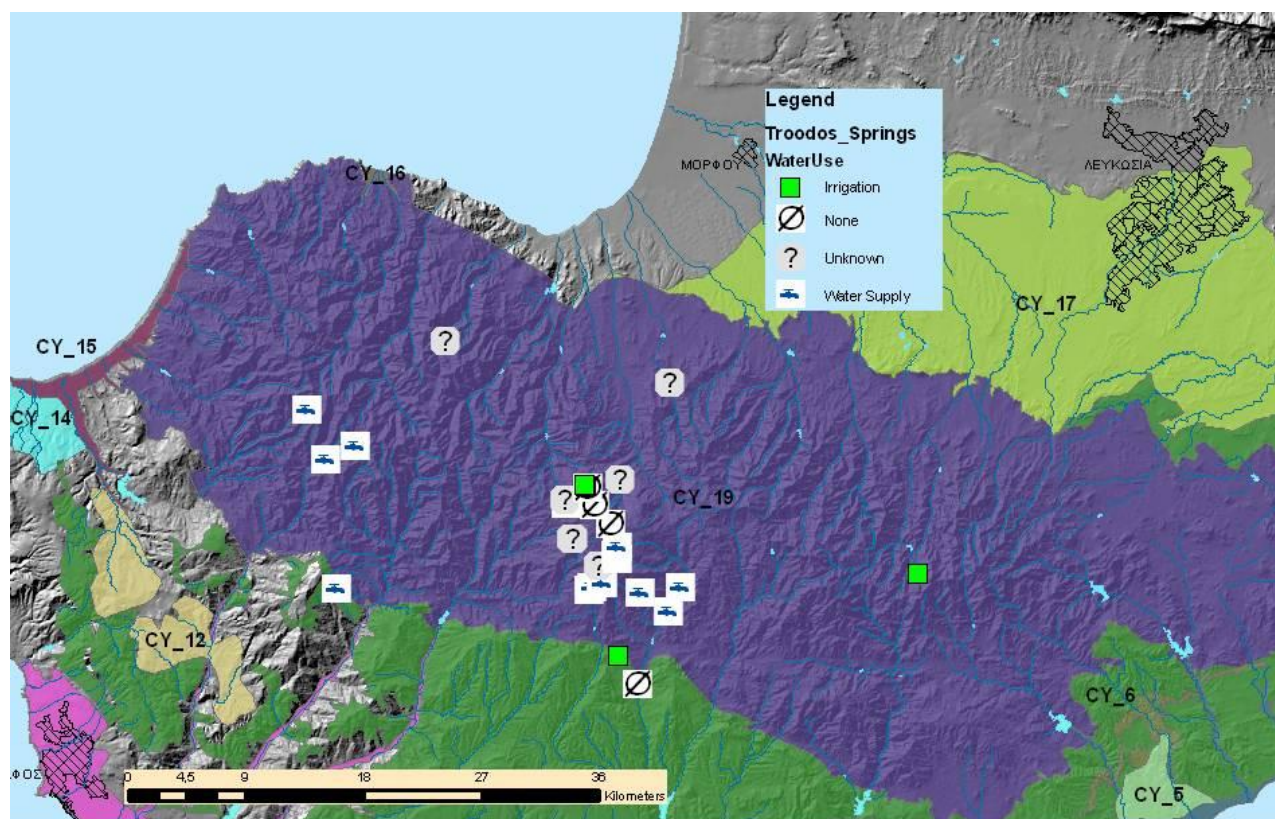 Legend
Troodos_Springs
WaterUse
Irrigation
None
Unknown
Water Supply
ΜΟΡΦΟΥ
ΛΕΥΚΩΣΙΑ
CY_16
CY_17
CY_15
CY_14
CY_19
CY_12
CY_6
CY_5
ΦΟΣ
0 4,5 9 18 27 36
Kilometers